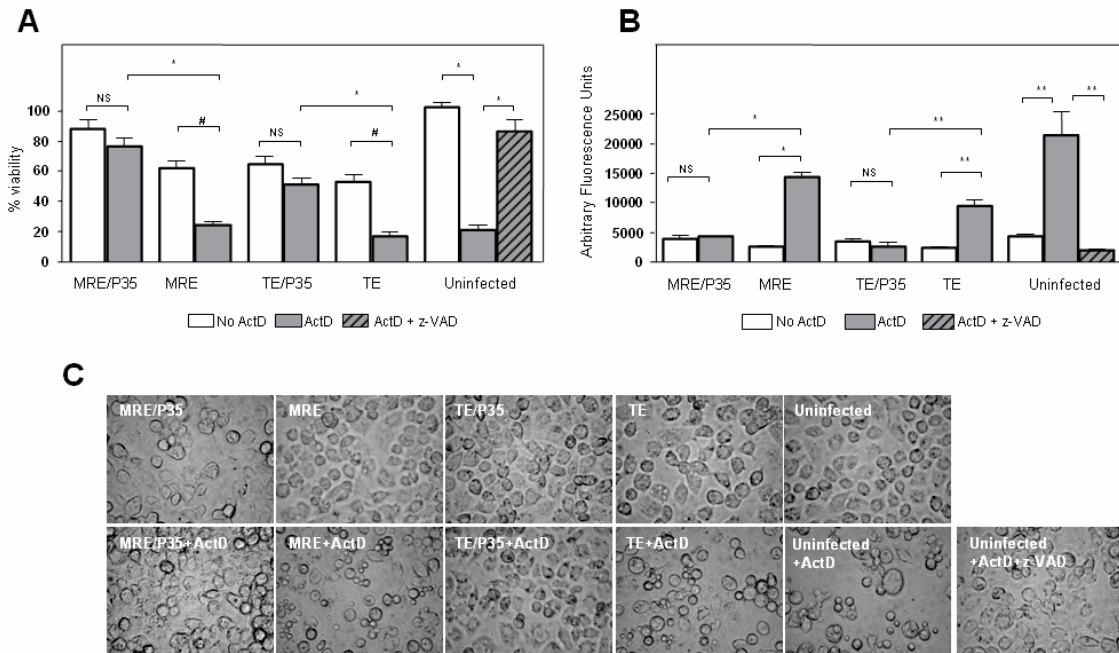 A
% viability
100
80
60
40
20
0
NS
*
#
NS
*
#
*
*
MRE/P35
MRE
TE/P35
TE
Uninfected
No ActD
ActD
ActD + z-VAD
B
Arbitrary Fluorescence Units
25000
20000
15000
10000
5000
0
NS
*
*
NS
**
**
**
**
MRE/P35
MRE
TE/P35
TE
Uninfected
No ActD
ActD
ActD + z-VAD
C
MRE/P35
MRE
TE/P35
TE
Uninfected
MRE/P35+ActD
MRE+ActD
TE/P35+ActD
TE+ActD
Uninfected
+ActD
Uninfected
+ActD+z-VAD